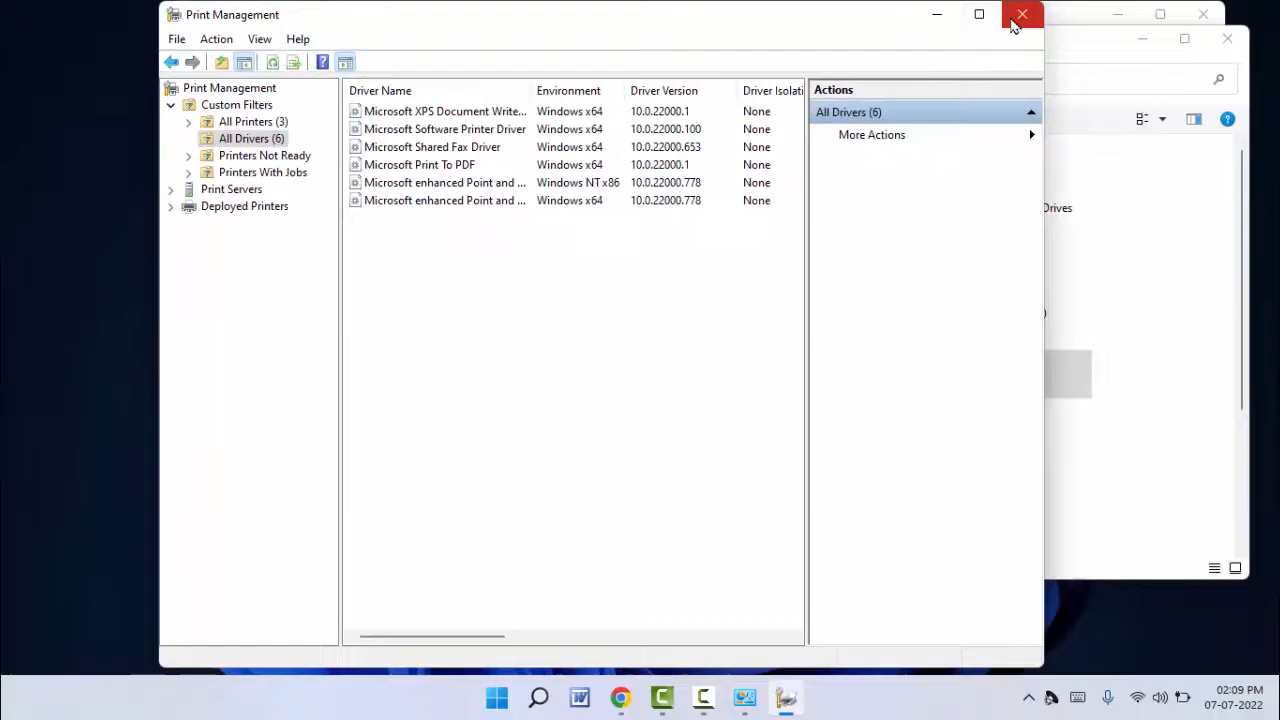 Print Management
File Action View Help
Print Management
Custom Filters
All Printers (3)
All Drivers (6)
Printers Not Ready
Printers With Jobs
Print Servers
Deployed Printers
Driver Name Environment Driver Version Driver Isolati
Microsoft XPS Document Write... Windows x64 10.0.22000.1 None
Microsoft Software Printer Driver Windows x64 10.0.22000.100 None
Microsoft Shared Fax Driver Windows x64 10.0.22000.653 None
Microsoft Print To PDF Windows x64 10.0.22000.1 None
Microsoft enhanced Point and ... Windows NT x86 10.0.22000.778 None
Microsoft enhanced Point and ... Windows x64 10.0.22000.778 None
Actions
All Drivers (6)
More Actions
Drives
02:09 PM
07-07-2022